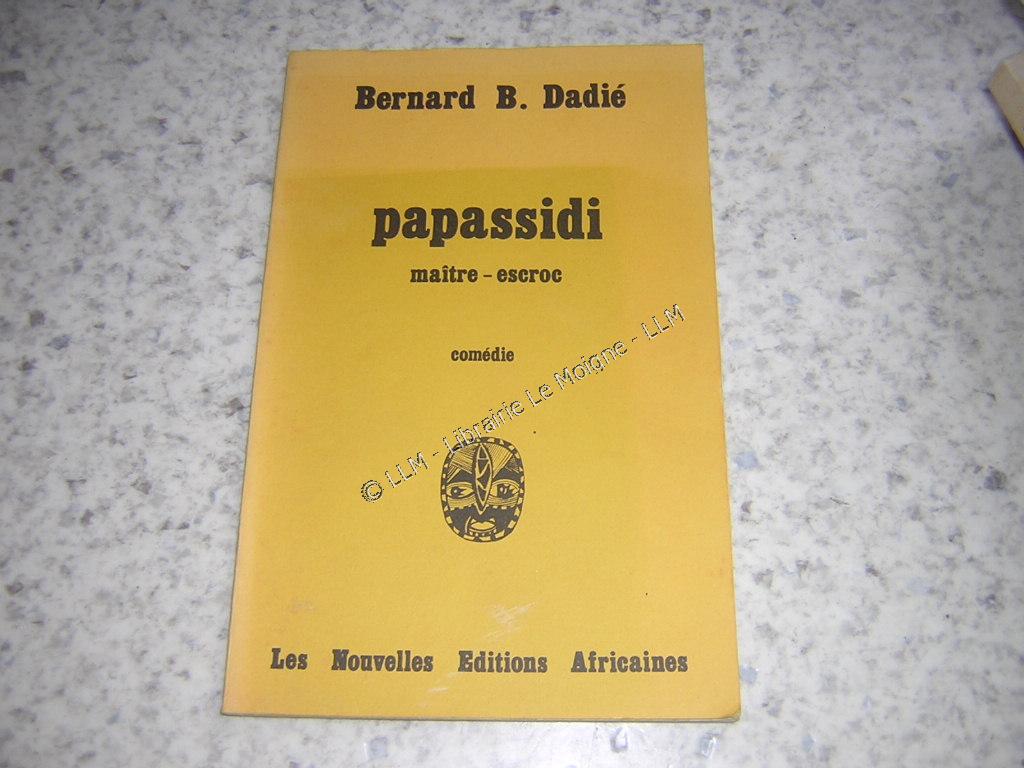 Bernard B. Dadié
papassidi
maître - escroc
comédie
© LLM - Librairie Le Moigne - LLM
Les Nouvelles Editions Africaines